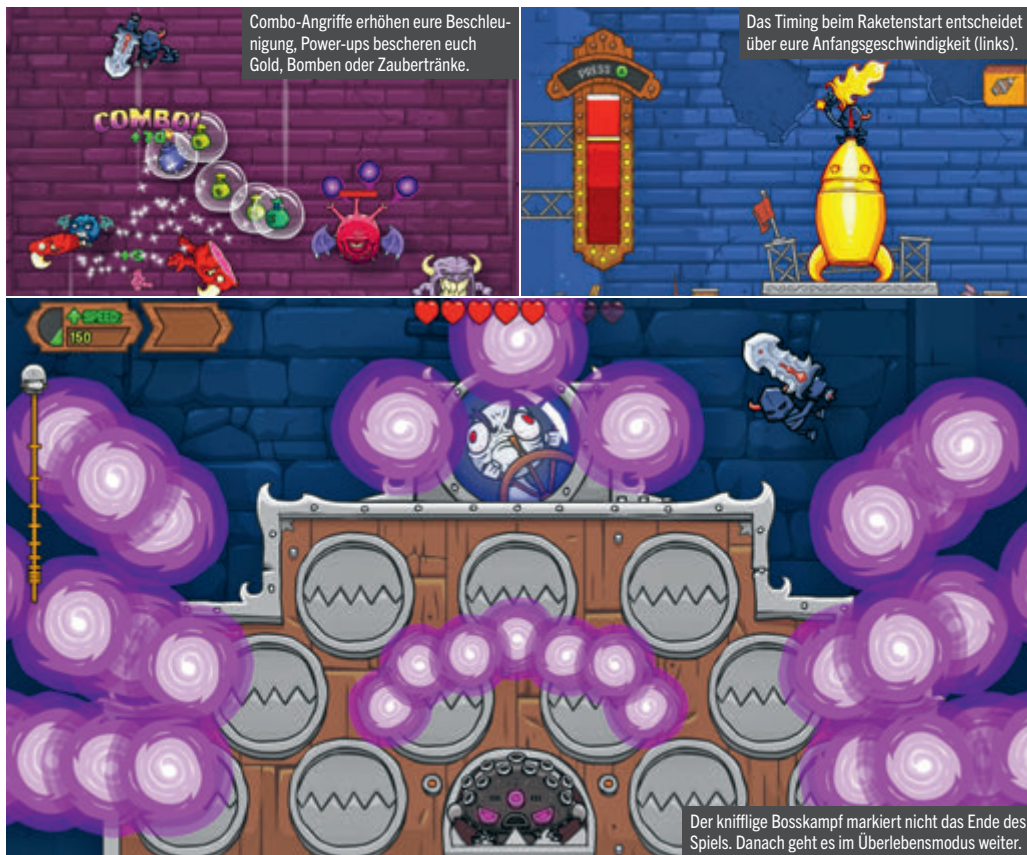 Combo-Angriffe erhöhen eure Beschleu-
nigung, Power-ups bescheren euch
Gold, Bomben oder Zaubertränke.
COMBO!
+70
Das Timing beim Raketenstart entscheidet
über eure Anfangsgeschwindigkeit (links).
PRESS
SPEED
150
Der knifflige Bosskampf markiert nicht das Ende des
Spiels. Danach geht es im Überlebensmodus weiter.